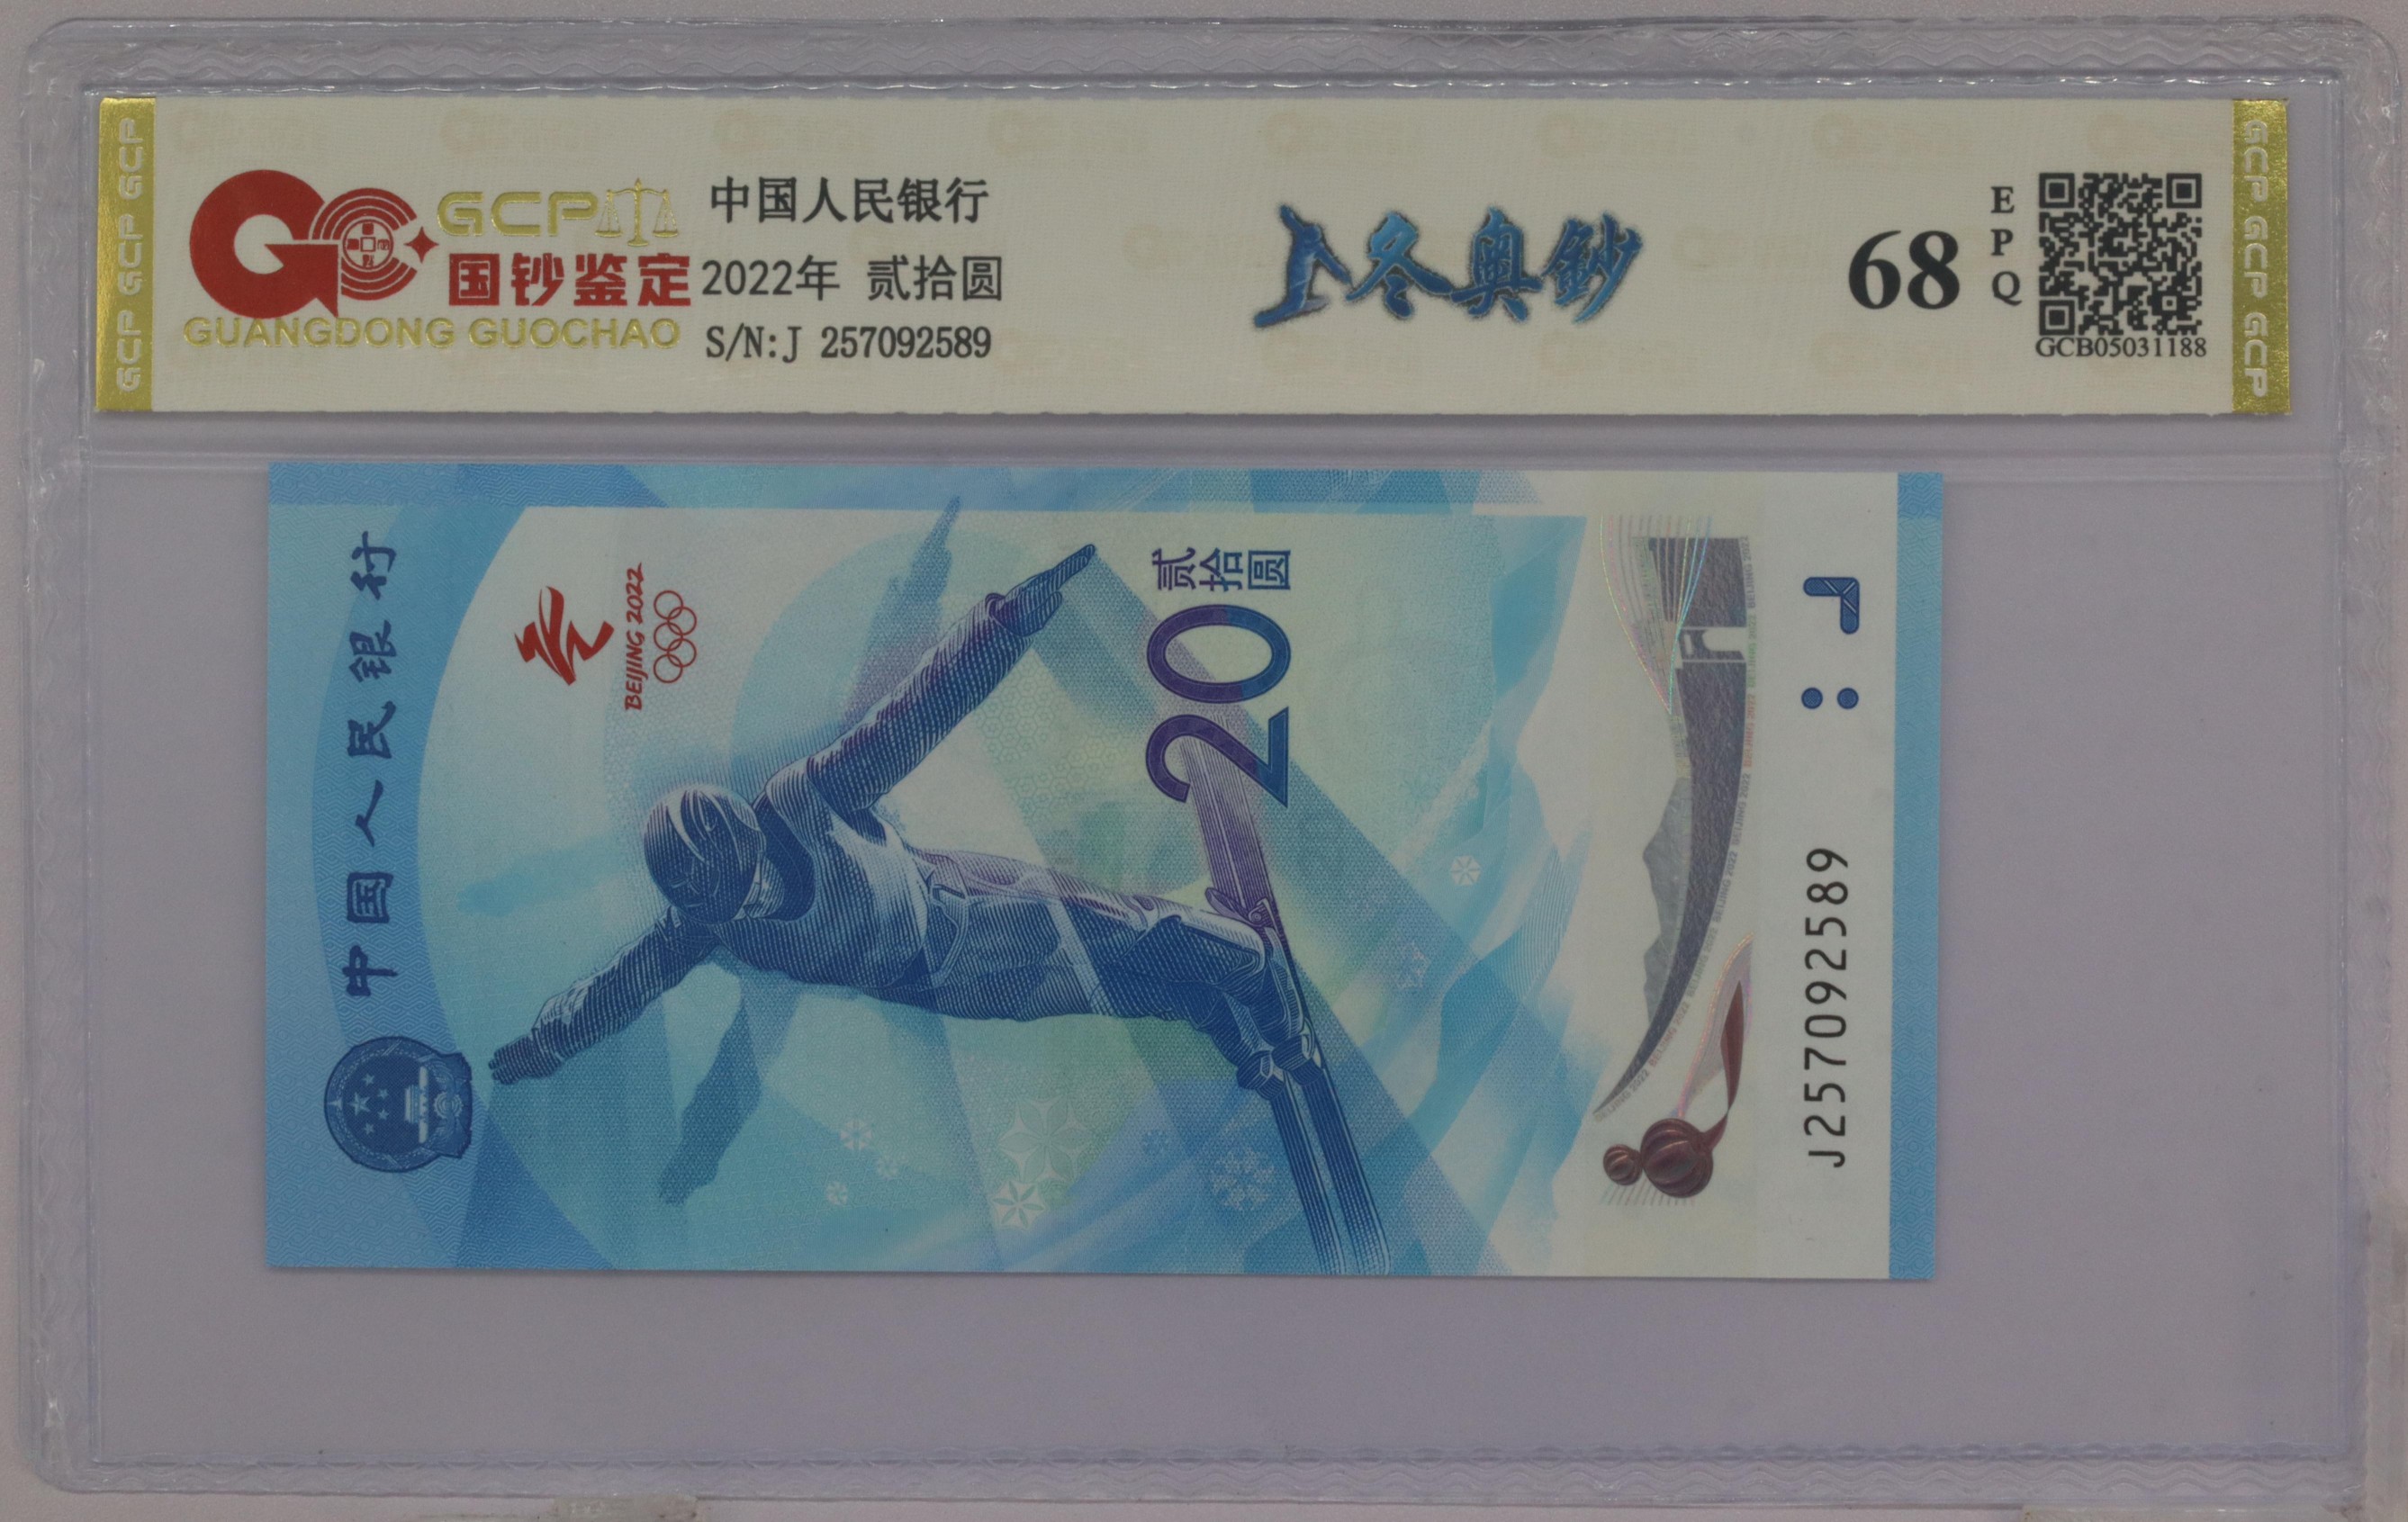 GCP GCP GCP
GCP
国钞鉴定
GUANGDONG GUOCHAO
中国人民银行
2022年 贰拾圆
S/N:J 257092589
冬奥鈔
68
EPQ
GCB05031188
GCP GCP GCP
中国人民银行
BEIJING 2022
贰拾圆
20
J257092589